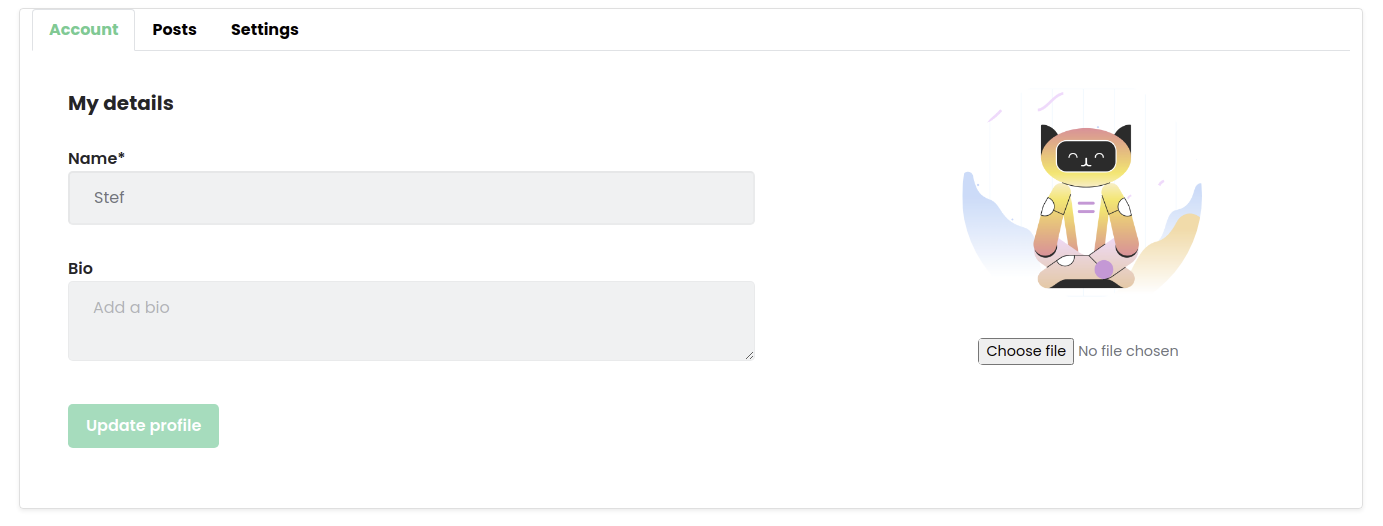 Account Posts Settings
My details
Name*
Stef
Bio
Add a bio
Update profile
Choose file No file chosen